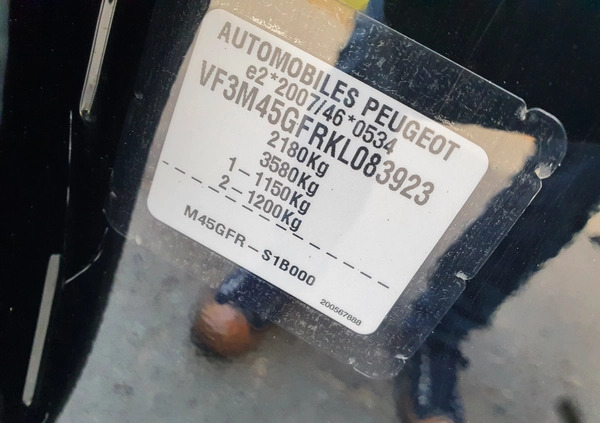 AUTOMOBILES PEUGEOT
e2*2007/46*0534
VF3M45GFRKL083923
2180Kg
3580Kg
1-1150Kg
2-1200Kg
M45GFR-S1B000
200567888